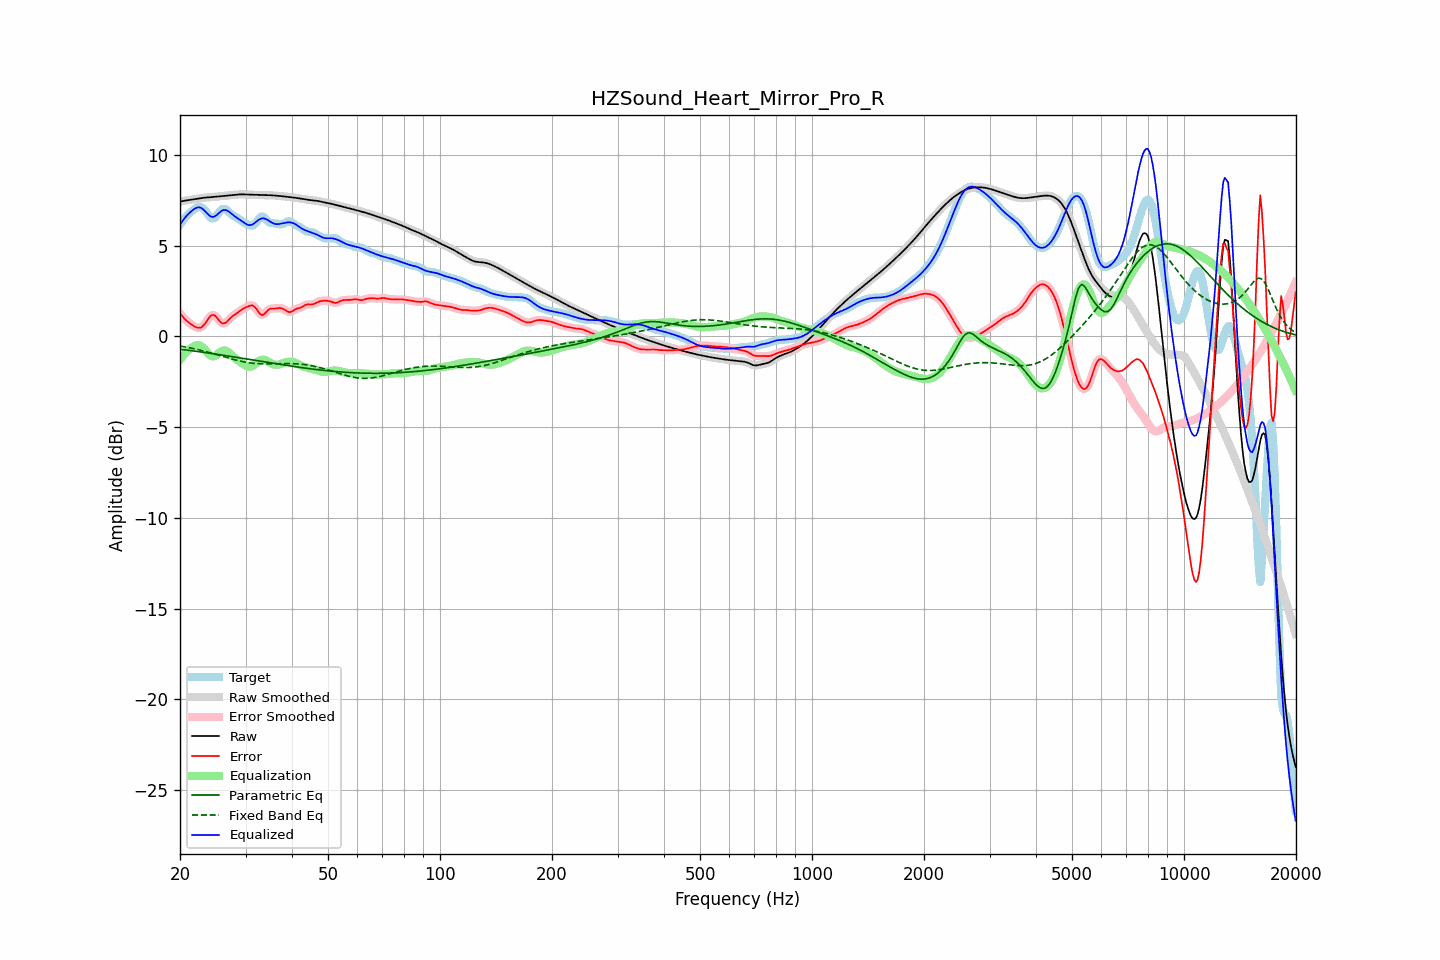 HZSound_Heart_Mirror_Pro_R
Amplitude (dBr)
10
5
0
−5
−10
−15
−20
−25
Target
Raw Smoothed
Error Smoothed
Raw
Error
Equalization
Parametric Eq
Fixed Band Eq
Equalized
20 50 100 200 500 1000 2000 5000 10000 20000
Frequency (Hz)